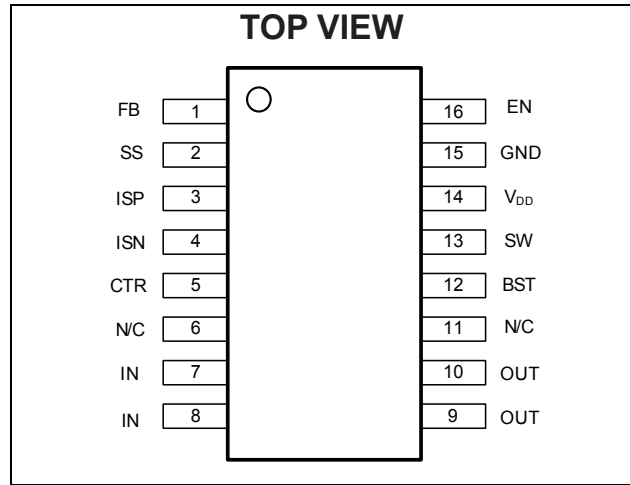 TOP VIEW
FB 1 16 EN
SS 2 15 GND
ISP 3 14 VDD
ISN 4 13 SW
CTR 5 12 BST
N/C 6 11 N/C
IN 7 10 OUT
IN 8 9 OUT